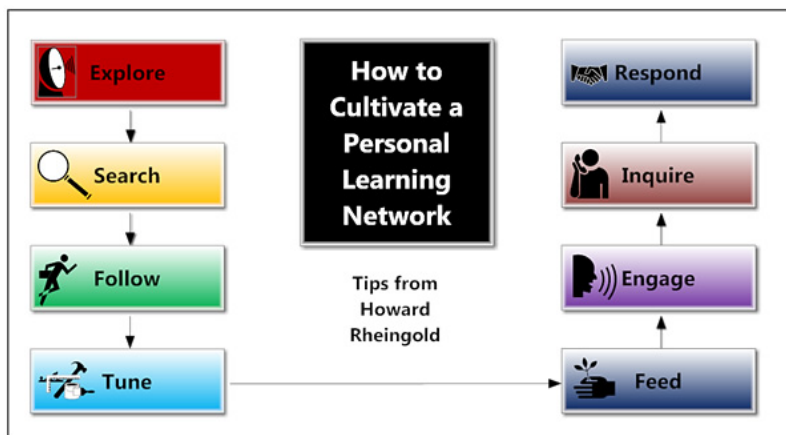 Explore
Search
Follow
Tune
How to
Cultivate a
Personal
Learning
Network
Tips from
Howard
Rheingold
Respond
Inquire
Engage
Feed